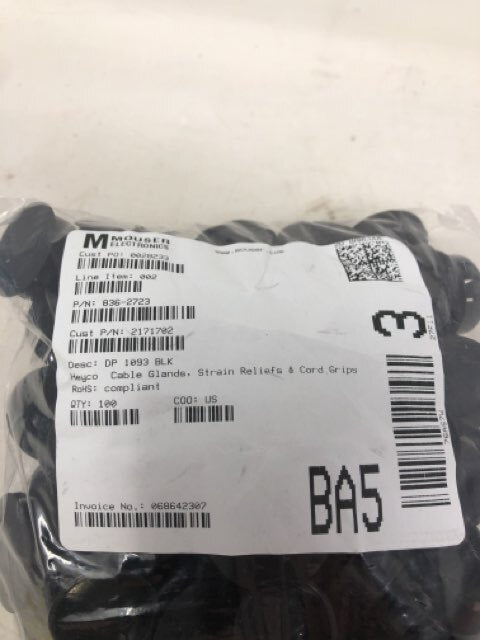 MOUSER
ELECTRONICS
Cust PO: 0028233
Line Item: 002
P/N: 836-2723
Cust P/N: 2171702
Desc: DP 1093 BLK
Heyco Cable Glands, Strain Reliefs & Cord Grips
RoHS: compliant
QTY: 100
COO: US
3
BA5
Invoice No.: 068642307